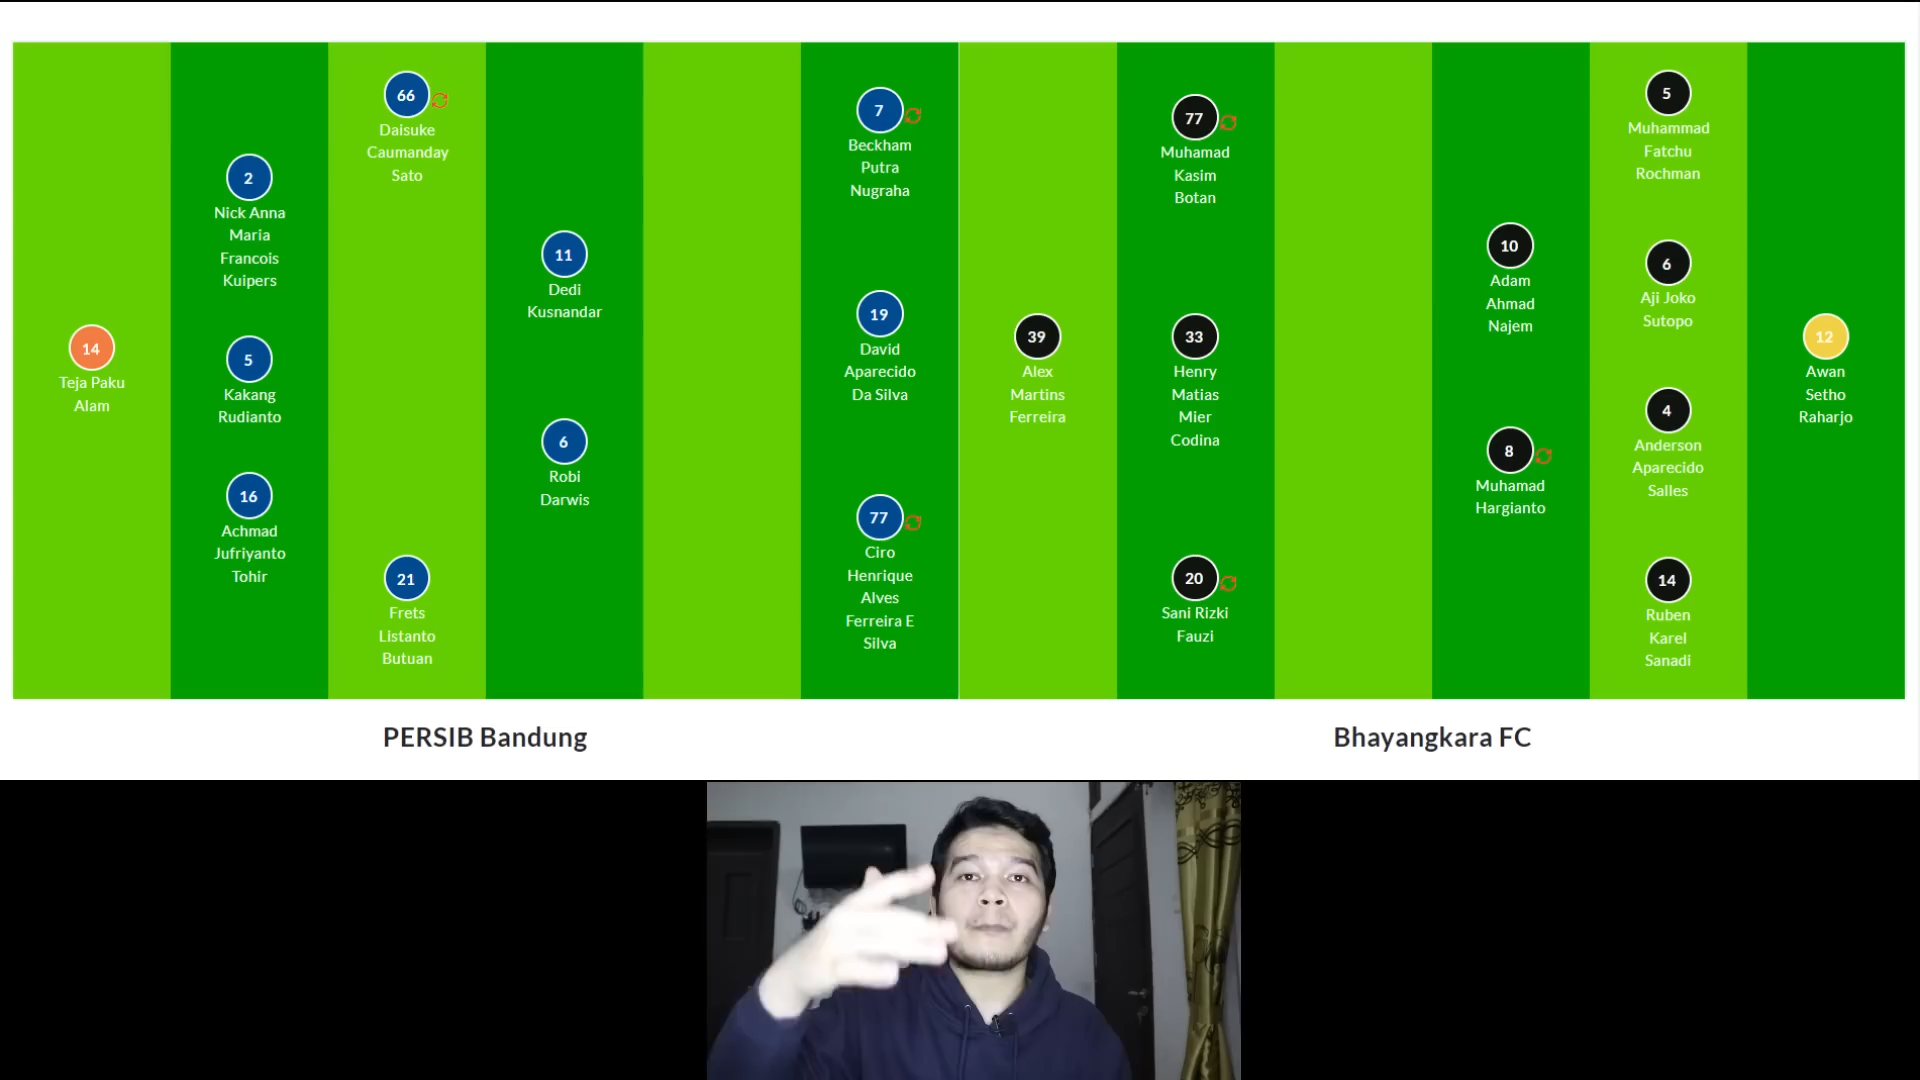 14
Teja Paku
Alam
2
Nick Anna
Maria
Francois
Kuipers
5
Kakang
Rudianto
16
Achmad
Jufriyanto
Tohir
66
Daisuke
Caumanday
Sato
21
Frets
Listanto
Butuan
11
Dedi
Kusnandar
6
Robi
Darwis
7
Beckham
Putra
Nugraha
19
David
Aparecido
Da Silva
77
Ciro
Henrique
Alves
Ferreira E
Silva
39
Alex
Martins
Ferreira
77
Muhamad
Kasim
Botan
33
Henry
Matias
Mier
Codina
20
Sani Rizki
Fauzi
10
Adam
Ahmad
Najem
8
Muhamad
Hargianto
5
Muhammad
Fatchu
Rochman
6
Aji Joko
Sutopo
4
Anderson
Aparecido
Salles
14
Ruben
Karel
Sanadi
12
Awan
Setho
Raharjo
PERSIB Bandung
Bhayangkara FC